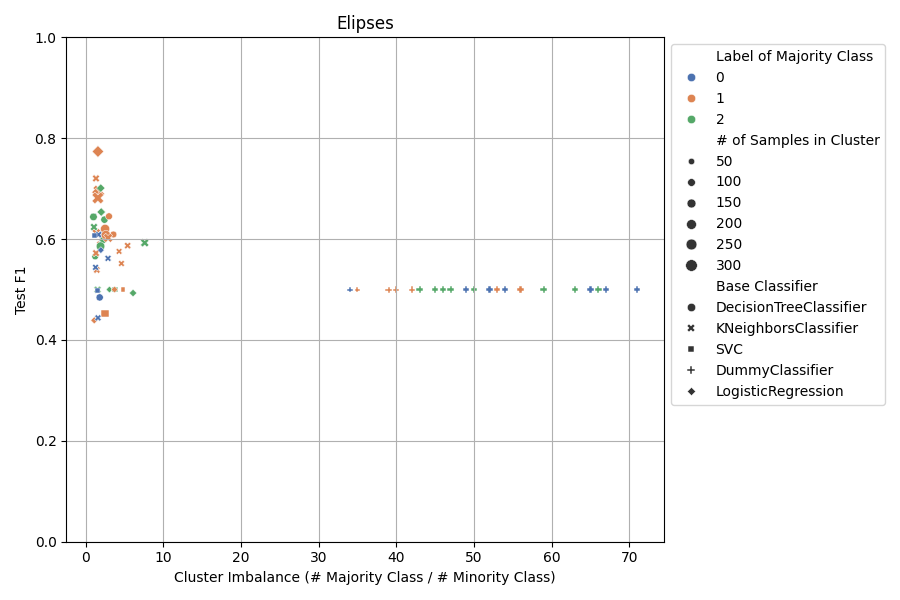 Elipses
1.0
0.8
0.6
0.4
0.2
0.0
Test F1
0 10 20 30 40 50 60 70
Cluster Imbalance (# Majority Class / # Minority Class)
Label of Majority Class
0
1
2
# of Samples in Cluster
50
100
150
200
250
300
Base Classifier
DecisionTreeClassifier
KNeighborsClassifier
SVC
DummyClassifier
LogisticRegression